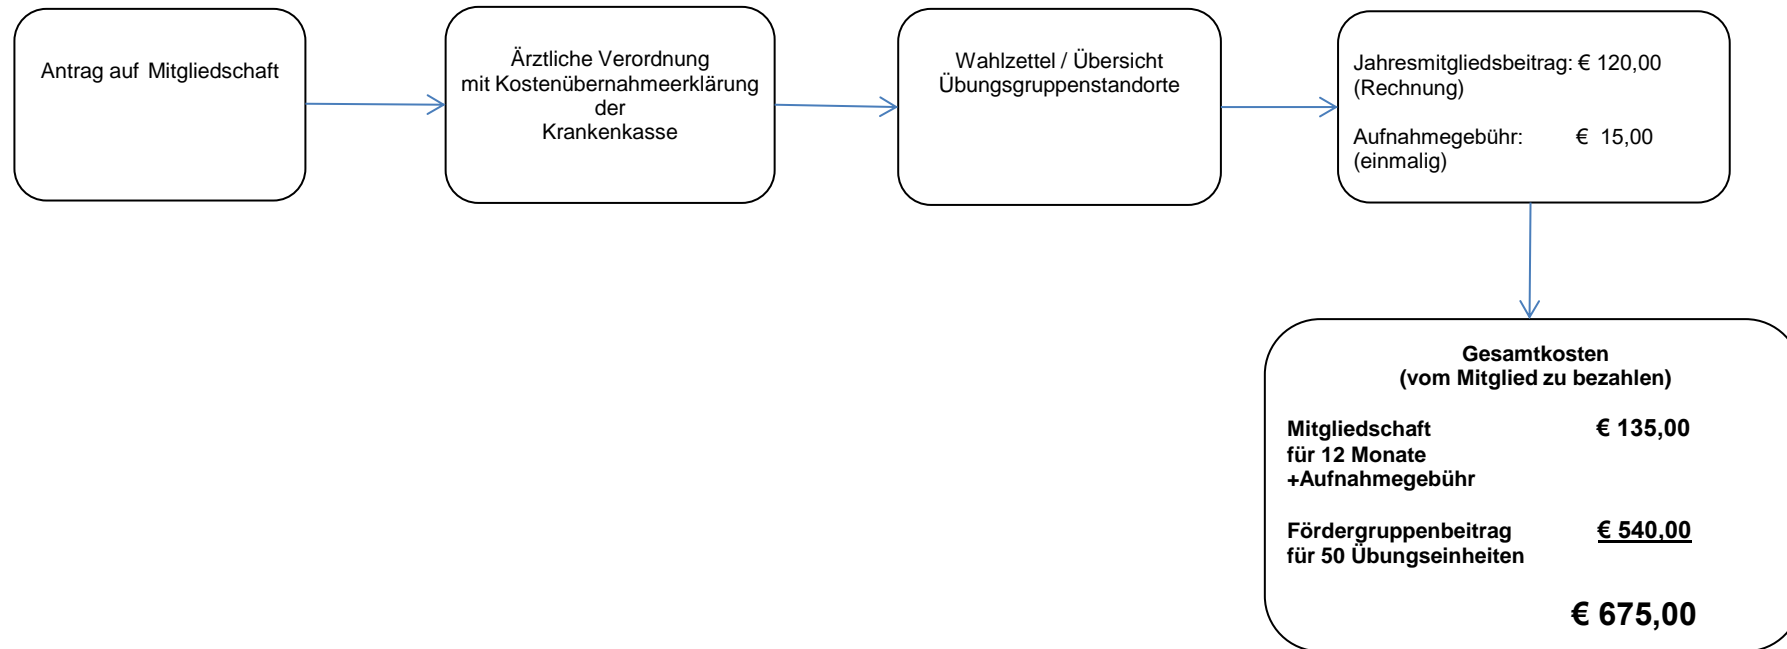 Antrag auf Mitgliedschaft
Ärztliche Verordnung
mit Kostenübernahmeerklärung
der
Krankenkasse
Wahlzettel / Übersicht
Übungsgruppenstandorte
Jahresmitgliedsbeitrag: € 120,00
(Rechnung)
Aufnahmegebühr: € 15,00
(einmalig)
Gesamtkosten
(vom Mitglied zu bezahlen)
Mitgliedschaft € 135,00
für 12 Monate
+Aufnahmegebühr
Fördergruppenbeitrag € 540,00
für 50 Übungseinheiten
€ 675,00